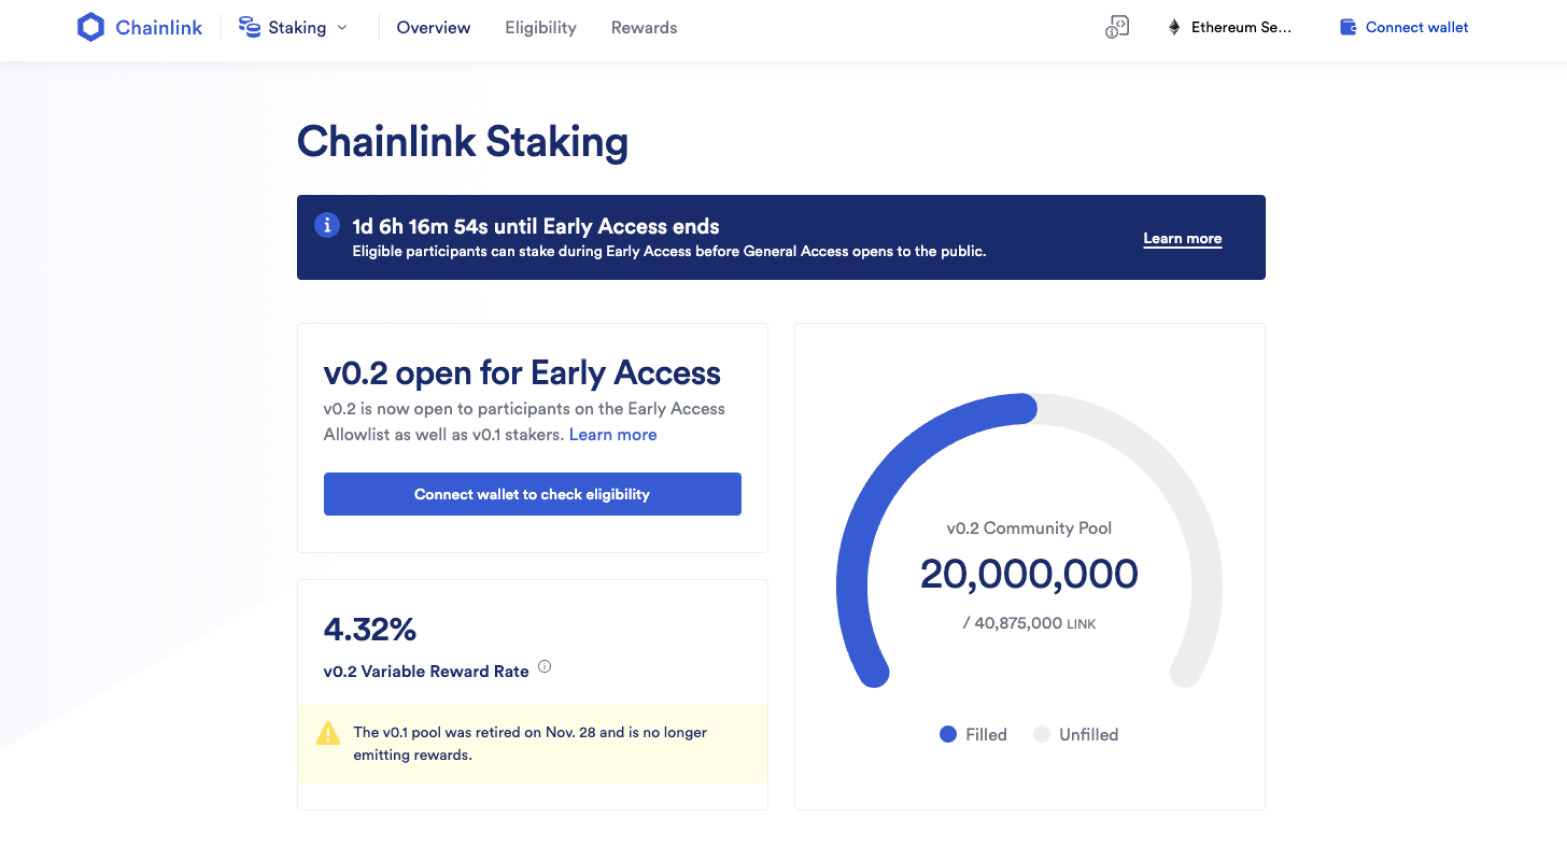 Chainlink
Staking
Overview
Eligibility
Rewards
Ethereum Se...
Connect wallet
Chainlink Staking
1d 6h 16m 54s until Early Access ends
Eligible participants can stake during Early Access before General Access opens to the public.
Learn more
v0.2 open for Early Access
v0.2 is now open to participants on the Early Access
Allowlist as well as v0.1 stakers. Learn more
Connect wallet to check eligibility
4.32%
v0.2 Variable Reward Rate
The v0.1 pool was retired on Nov. 28 and is no longer
emitting rewards.
v0.2 Community Pool
20,000,000
/ 40,875,000 LINK
Filled
Unfilled